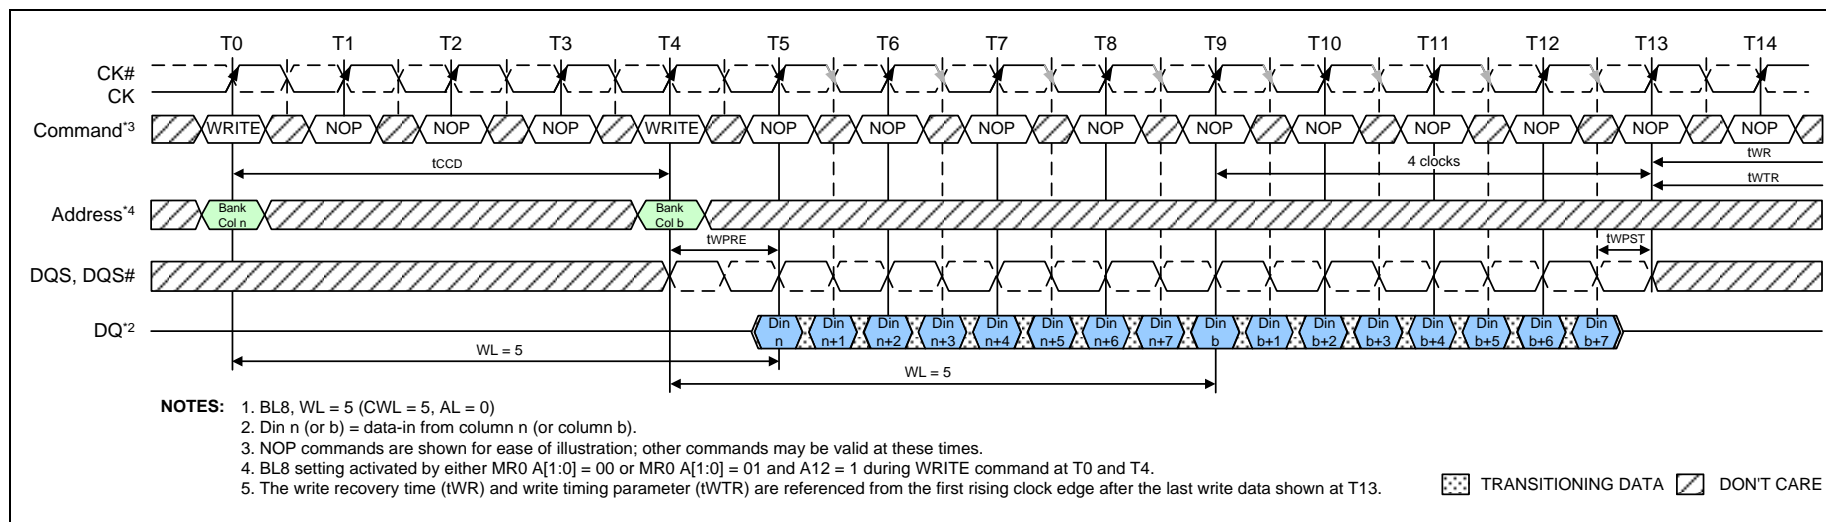 T0 T1 T2 T3 T4 T5 T6 T7 T8 T9 T10 T11 T12 T13 T14
CK#
CK
Command*3 WRITE NOP NOP NOP WRITE NOP NOP NOP NOP NOP NOP NOP NOP NOP NOP
tCCD 4 clocks tWR
tWTR
Address*4 Bank Col n Bank Col b
tWPRE tWPST
DQS, DQS#
DQ*2 Din n Din n+1 Din n+2 Din n+3 Din n+4 Din n+5 Din n+6 Din n+7 Din b Din b+1 Din b+2 Din b+3 Din b+4 Din b+5 Din b+6 Din b+7
WL = 5
WL = 5
NOTES: 1. BL8, WL = 5 (CWL = 5, AL = 0)
2. Din n (or b) = data-in from column n (or column b).
3. NOP commands are shown for ease of illustration; other commands may be valid at these times.
4. BL8 setting activated by either MR0 A[1:0] = 00 or MR0 A[1:0] = 01 and A12 = 1 during WRITE command at T0 and T4.
5. The write recovery time (tWR) and write timing parameter (tWTR) are referenced from the first rising clock edge after the last write data shown at T13.
TRANSITIONING DATA DON'T CARE